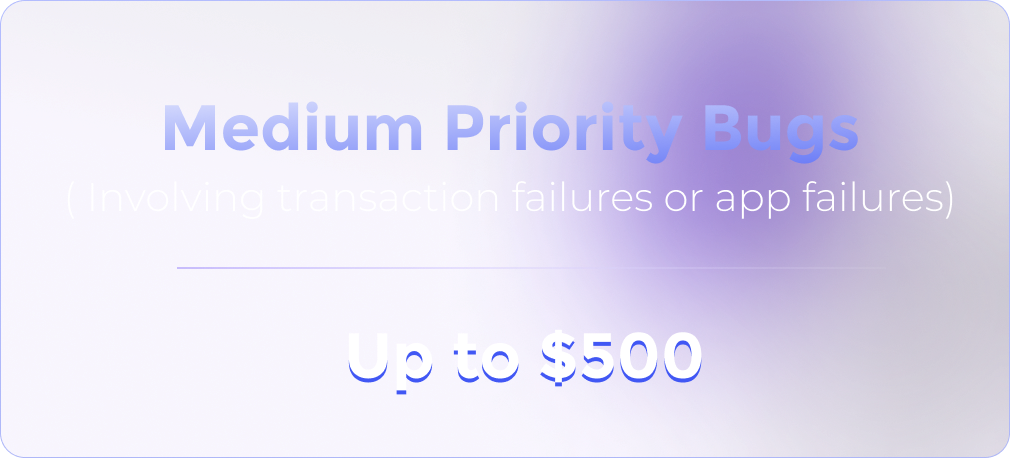 Medium Priority Bugs
( Involving transaction failures or app failures)
Up to $500